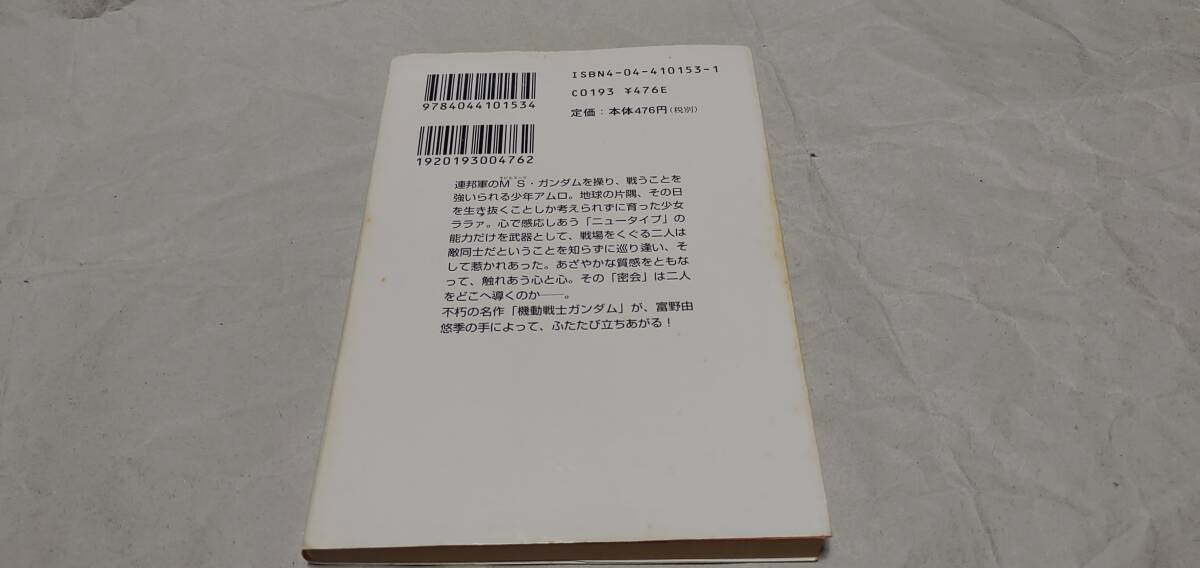 ISBN4-04-410153-1
C0193 ¥476E
定価：本体476円(税別)
9784044101534
1920193004762
連邦軍のMS・ガンダムを操り、戦うことを
強いられる少年アムロ。地球の片隅、その日
を生き抜くことしか考えられずに育った少女
ララァ。心で感応しあう「ニュータイプ」の
能力だけを武器として、戦場をくぐる二人は
敵同士だということを知らずに巡り逢い、そ
して惹かれあった。あざやかな質感をともな
って、触れあう心と心。その「密会」は二人
をどこへ導くのか――。
不朽の名作「機動戦士ガンダム」が、富野由
悠季の手によって、ふたたび立ちあがる！